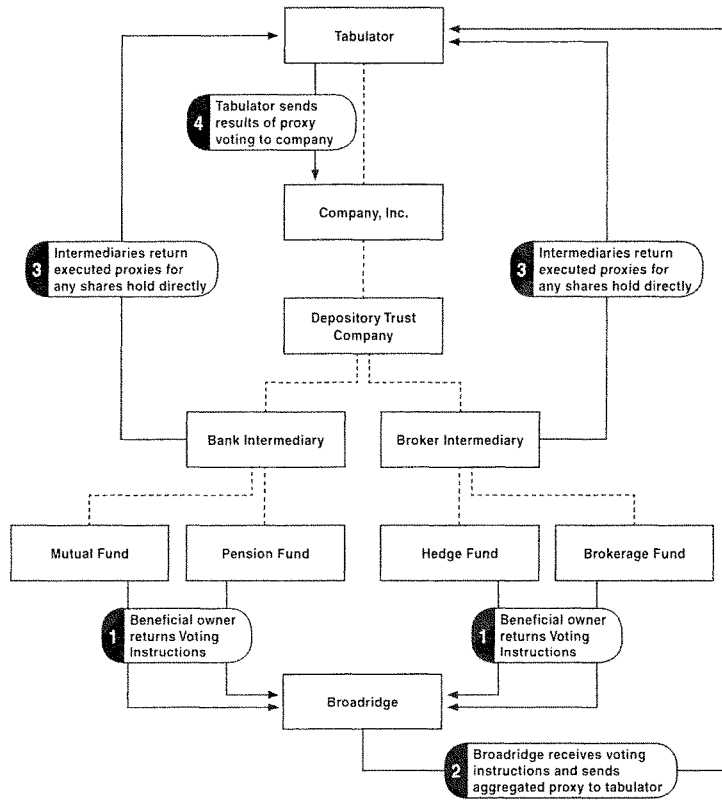 Tabulator
4
Tabulator sends
results of proxy
voting to company
Company, Inc.
3
Intermediaries return
executed proxies for
any shares hold directly
3
Intermediaries return
executed proxies for
any shares hold directly
Depository Trust
Company
Bank Intermediary
Broker Intermediary
Mutual Fund
Pension Fund
Hedge Fund
Brokerage Fund
1
Beneficial owner
returns Voting
Instructions
1
Beneficial owner
returns Voting
Instructions
Broadridge
2
Broadridge receives voting
instructions and sends
aggregated proxy to tabulator